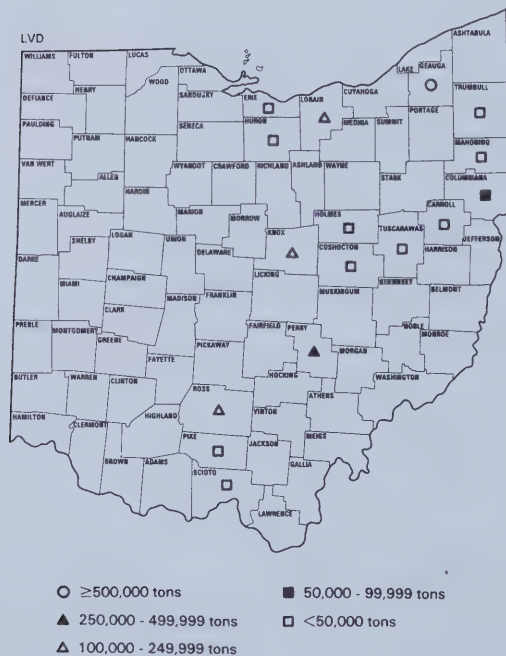 LVD
ASHTABULA
WILLIAMS FULTON LUCAS
LAKE GEAUGA
OTTAWA
WOOD
HENRY
SANDUSKY ERIE LORAIN CUYAHOGA TRUMBULL
DEFIANCE
PAULDING
HURON
MEDINA SUMMIT PORTAGE
SENECA
PUTNAM HANCOCK
MAHONING
VAN WERT
WYANDOT CRAWFORD RICHLAND ASHLAND WAYNE
STARK
COLUMBIANA
ALLEN
HARDIN
MERCER
CARROLL
AUGLAIZE
MARION
MORROW
HOLMES
TUSCARAWAS
KNOX
JEFFERSON
LOGAN
UNION
SHELBY
DELAWARE
COSHOCTON
HARRISON
DARKE
CHAMPAIGN
LICKING
MIAMI
GUERNSEY
BELMONT
MADISON
FRANKLIN
MUSKINGUM
CLARK
PREBLE
MONTGOMERY
FAIRFIELD PERRY
NOBLE
MONROE
GREENE
PICKAWAY
MORGAN
FAYETTE
HOCKING
WASHINGTON
BUTLER WARREN
CLINTON
ROSS
ATHENS
VINTON
HAMILTON
HIGHLAND
CLERMONT
PIKE
JACKSON
MEIGS
BROWN ADAMS
SCIOTO
GALLIA
LAWRENCE
≥500,000 tons
50,000 - 99,999 tons
250,000 - 499,999 tons
<50,000 tons
100,000 - 249,999 tons